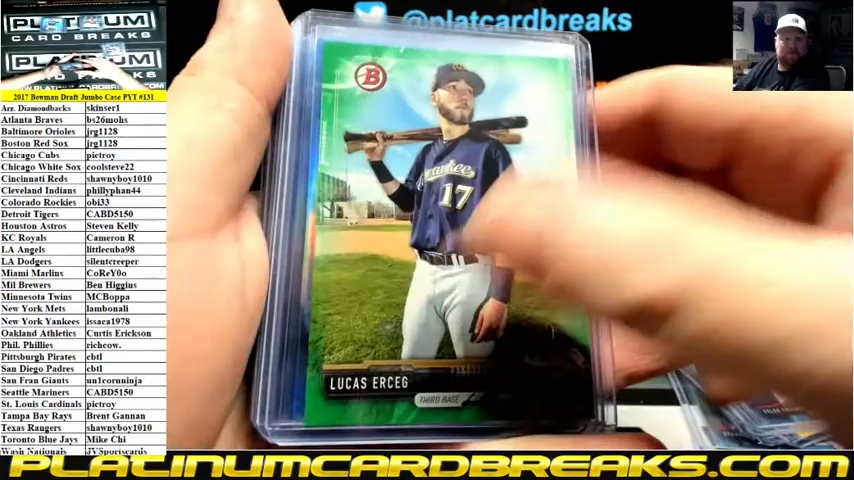 PLATINUM
CARD BREAKS
PLATINUM
@platcardbreaks
2017 Bowman Draft Jumbo Case PYT #131
Arz. Diamondbacks skinser1
Atlanta Braves bs26mohs
Baltimore Orioles jrg1128
Boston Red Sox jrg1128
Chicago Cubs pictroy
Chicago White Sox coolsteve22
Cincinnati Reds shawnyboy1010
Cleveland Indians phillyphan44
Colorado Rockies obi33
Detroit Tigers CABD5150
Houston Astros Steven Kelly
KC Royals Cameron R
LA Angels littlecuba98
LA Dodgers silentcreeper
Miami Marlins CoReY0o
Mil Brewers Ben Higgins
Minnesota Twins MCBoppa
New York Mets lambonali
New York Yankees issaca1978
Oakland Athletics Curtis Erickson
Phil. Phillies richcow.
Pittsburgh Pirates cbtl
San Diego Padres cbtl
San Fran Giants un1cornninja
Seattle Mariners CABD5150
St. Louis Cardinals pictroy
Tampa Bay Rays Brent Gannan
Texas Rangers shawnyboy1010
Toronto Blue Jays Mike Chi
Wash Nationals JVSportscards
B
Milwaukee
17
LUCAS ERCEG
THIRD BASE
PLATINUMCARDBREAKS.COM